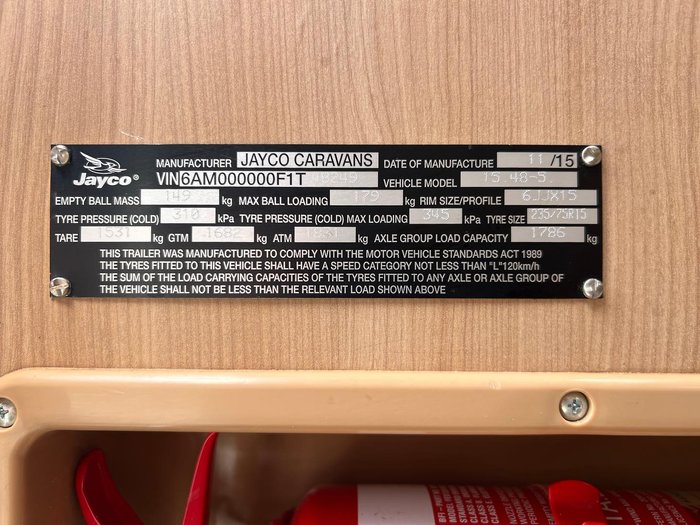 Jayco®
MANUFACTURER JAYCO CARAVANS DATE OF MANUFACTURE 11/15
VIN 6AM000000F1T VEHICLE MODEL 15.48-5.
EMPTY BALL MASS 149 kg MAX BALL LOADING 179 kg RIM SIZE/PROFILE 6JJX15
TYRE PRESSURE (COLD) 310 kPa TYRE PRESSURE (COLD) MAX LOADING 345 kPa TYRE SIZE 235/75R15
TARE 1531 kg GTM 1682 kg ATM kg AXLE GROUP LOAD CAPACITY 1786 kg
THIS TRAILER WAS MANUFACTURED TO COMPLY WITH THE MOTOR VEHICLE STANDARDS ACT 1989
THE TYRES FITTED TO THIS VEHICLE SHALL HAVE A SPEED CATEGORY NOT LESS THAN "L"120km/h
THE SUM OF THE LOAD CARRYING CAPACITIES OF THE TYRES FITTED TO ANY AXLE OR AXLE GROUP OF
THE VEHICLE SHALL NOT BE LESS THAN THE RELEVANT LOAD SHOWN ABOVE